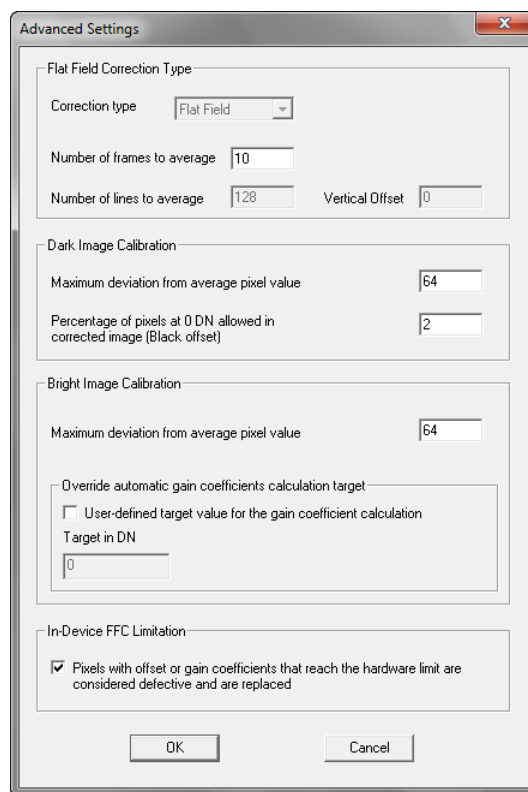 Advanced Settings
Flat Field Correction Type
Correction type Flat Field
Number of frames to average 10
Number of lines to average 128 Vertical Offset 0
Dark Image Calibration
Maximum deviation from average pixel value 64
Percentage of pixels at 0 DN allowed in
corrected image (Black offset) 2
Bright Image Calibration
Maximum deviation from average pixel value 64
Override automatic gain coefficients calculation target
User-defined target value for the gain coefficient calculation
Target in DN
0
In-Device FFC Limitation
Pixels with offset or gain coefficients that reach the hardware limit are
considered defective and are replaced
OK Cancel